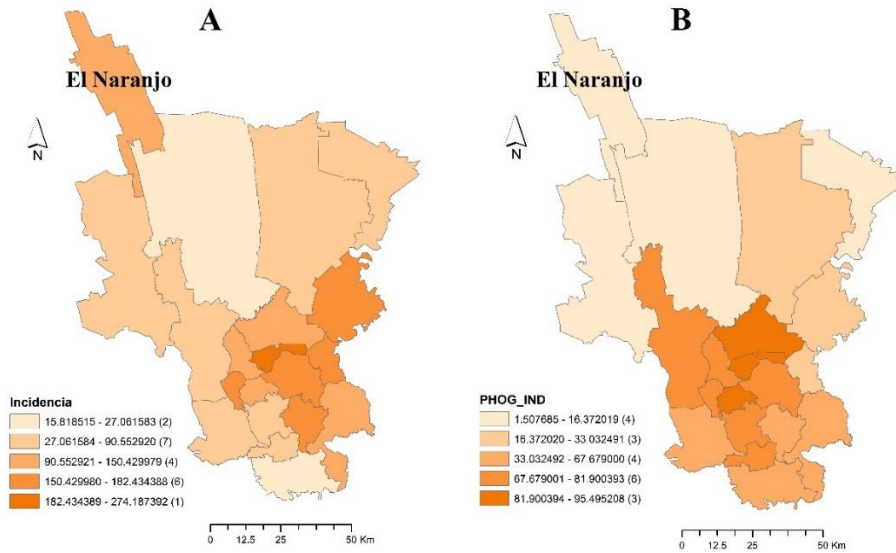 A
El Naranjo
N
Incidencia
15.818515 - 27.061583 (2)
27.061584 - 90.552920 (7)
90.552921 - 150.429979 (4)
150.429980 - 182.434388 (6)
182.434389 - 274.187392 (1)
0 12.5 25 50 Km
B
El Naranjo
N
PHOG_IND
1.507685 - 16.372019 (4)
16.372020 - 33.032491 (3)
33.032492 - 67.679000 (4)
67.679001 - 81.900393 (6)
81.900394 - 95.495208 (3)
0 12.5 25 50 Km